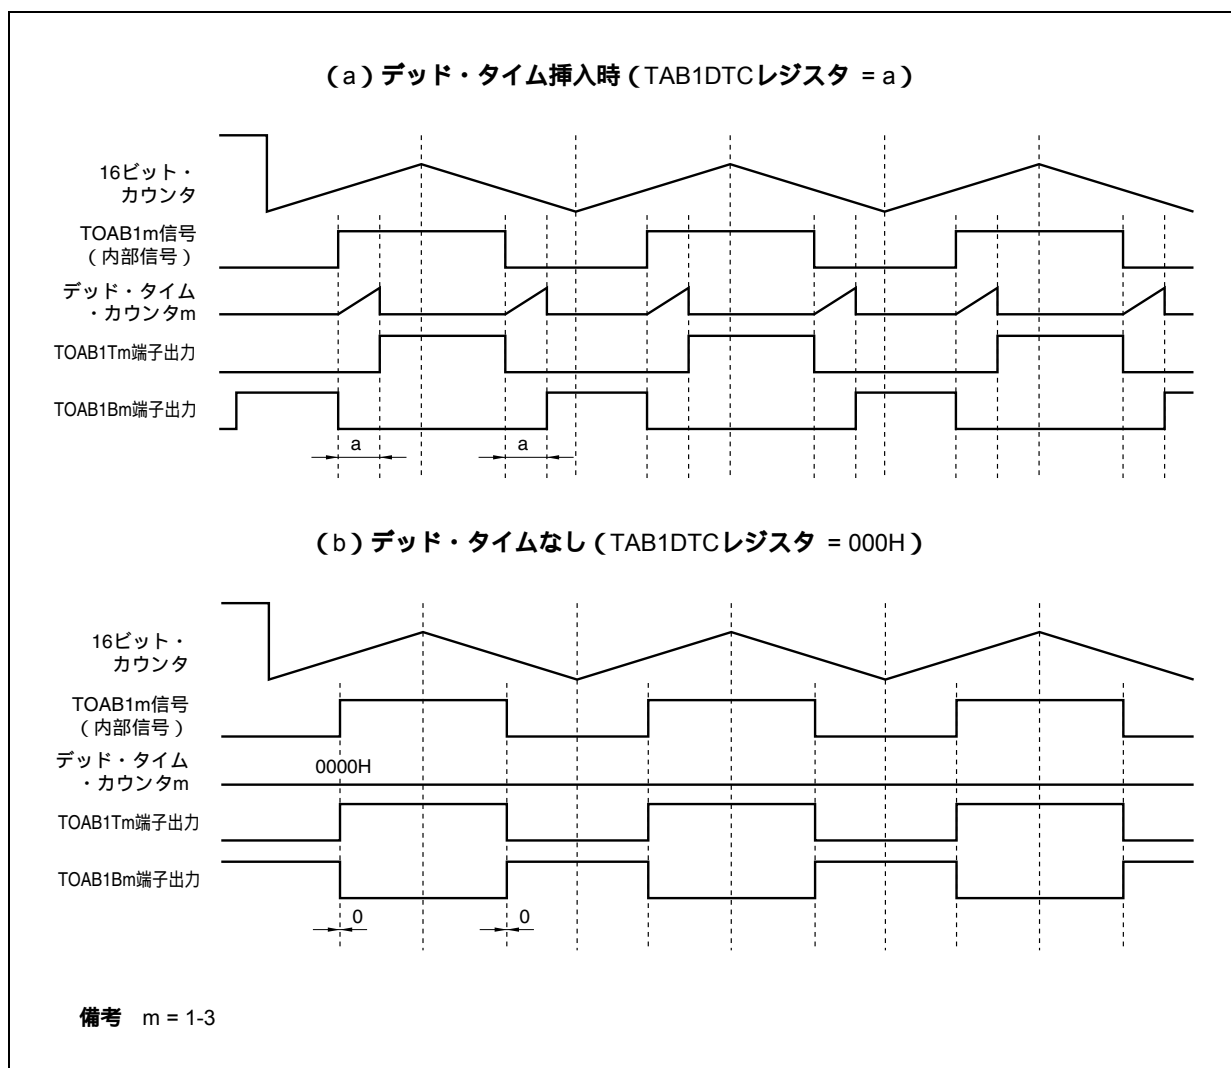 （a）デッド・タイム挿入時（TAB1DTCレジスタ = a）
16ビット・
カウンタ
TOAB1m信号
（内部信号）
デッド・タイム
・カウンタm
TOAB1Tm端子出力
TOAB1Bm端子出力
a
a
（b）デッド・タイムなし（TAB1DTCレジスタ = 000H）
16ビット・
カウンタ
TOAB1m信号
（内部信号）
デッド・タイム
・カウンタm
0000H
TOAB1Tm端子出力
TOAB1Bm端子出力
0
0
備考 m = 1-3